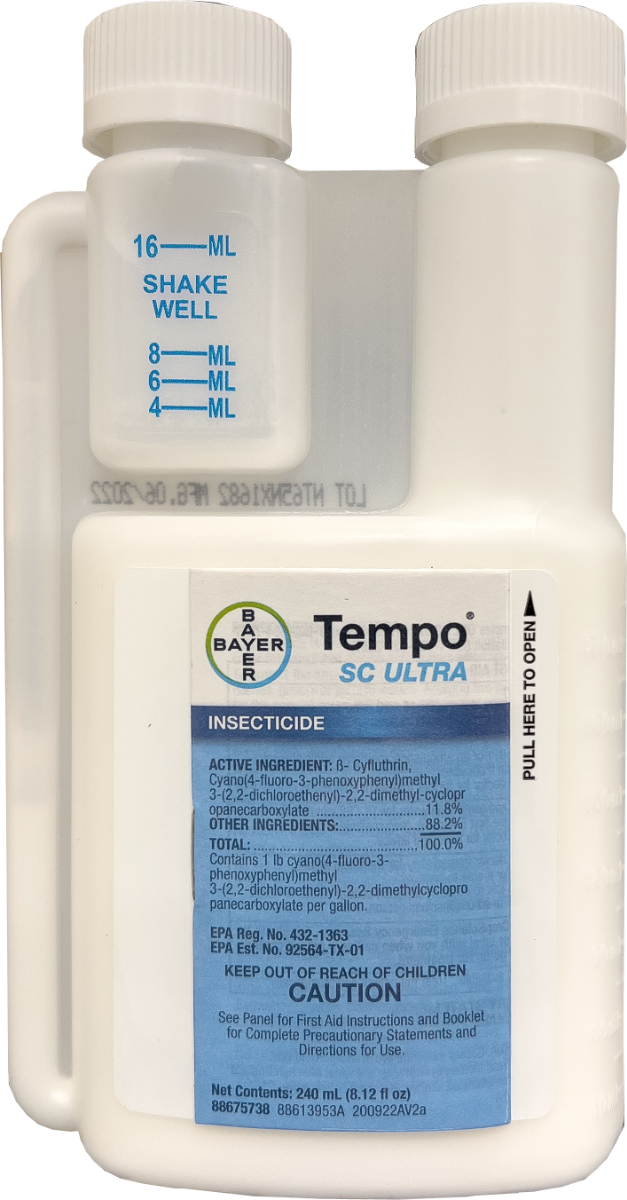 16 ML
SHAKE
WELL
8 ML
6 ML
4 ML
LOT NT65NX1682 MFG. 06/2022
BAYER
BAYER
Tempo®
SC ULTRA
INSECTICIDE
PULL HERE TO OPEN
ACTIVE INGREDIENT: ß- Cyfluthrin,
Cyano(4-fluoro-3-phenoxyphenyl)methyl
3-(2,2-dichloroethenyl)-2,2-dimethyl-cyclopr
opanecarboxylate ..........................11.8%
OTHER INGREDIENTS:.....................88.2%
TOTAL: ........................................100.0%
Contains 1 lb cyano(4-fluoro-3-
phenoxyphenyl)methyl
3-(2,2-dichloroethenyl)-2,2-dimethylcyclopro
panecarboxylate per gallon.
EPA Reg. No. 432-1363
EPA Est. No. 92564-TX-01
KEEP OUT OF REACH OF CHILDREN
CAUTION
See Panel for First Aid Instructions and Booklet
for Complete Precautionary Statements and
Directions for Use.
Net Contents: 240 mL (8.12 fl oz)
88675738 88613953A 200922AV2a